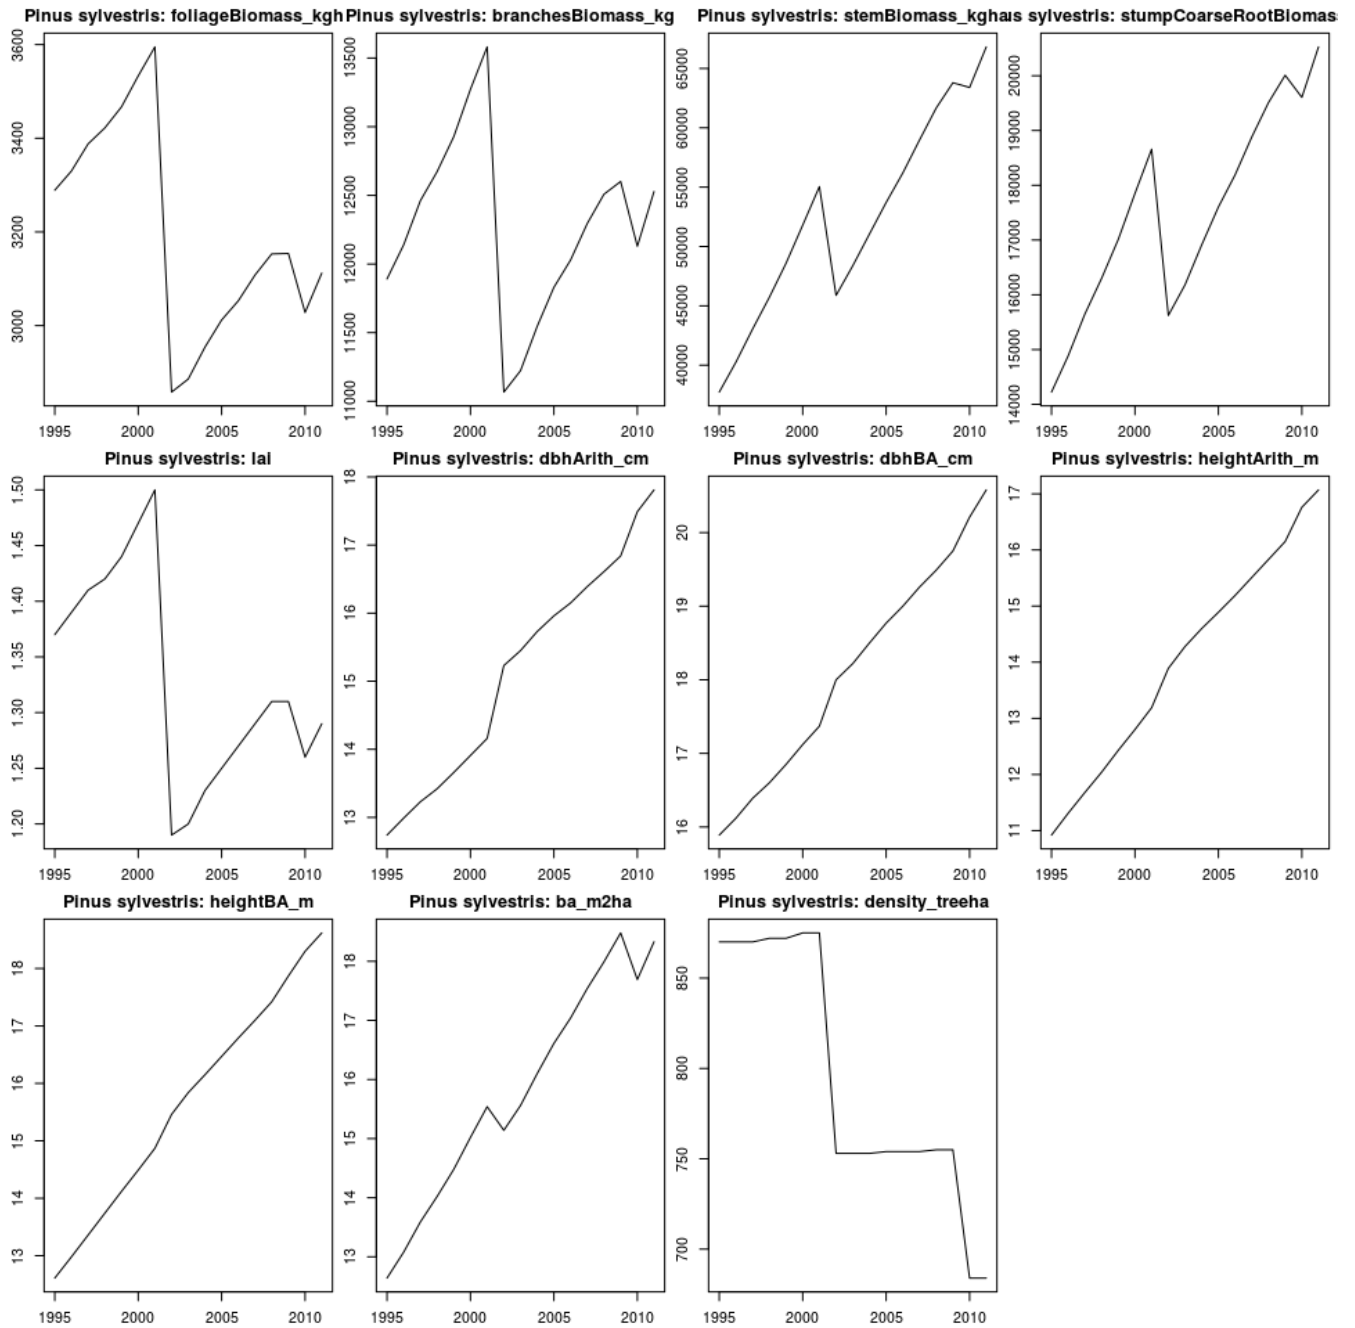 Pinus sylvestris: foliageBiomass_kgh
Pinus sylvestris: branchesBiomass_kg
Pinus sylvestris: stemBiomass_kgha
us sylvestris: stumpCoarseRootBiomas
3000 3200 3400 3600
11000 11500 12000 12500 13000 13500
40000 45000 50000 55000 60000 65000
14000 15000 16000 17000 18000 19000 20000
1995 2000 2005 2010
1995 2000 2005 2010
1995 2000 2005 2010
1995 2000 2005 2010
Pinus sylvestris: lai
Pinus sylvestris: dbhArith_cm
Pinus sylvestris: dbhBA_cm
Pinus sylvestris: heightArith_m
1.20 1.25 1.30 1.35 1.40 1.45 1.50
13 14 15 16 17 18
16 17 18 19 20
11 12 13 14 15 16 17
1995 2000 2005 2010
1995 2000 2005 2010
1995 2000 2005 2010
1995 2000 2005 2010
Pinus sylvestris: heightBA_m
Pinus sylvestris: ba_m2ha
Pinus sylvestris: density_treeha
13 14 15 16 17 18
13 14 15 16 17 18
700 750 800 850
1995 2000 2005 2010
1995 2000 2005 2010
1995 2000 2005 2010